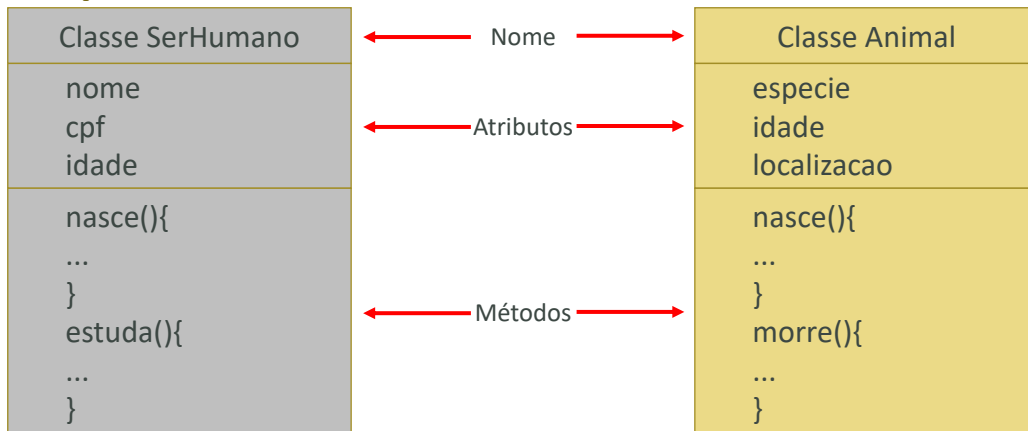 Classe SerHumano
nome
cpf
idade
nasce(){
...
}
estuda(){
...
}
Nome
Atributos
Métodos
Classe Animal
especie
idade
localizacao
nasce(){
...
}
morre(){
...
}